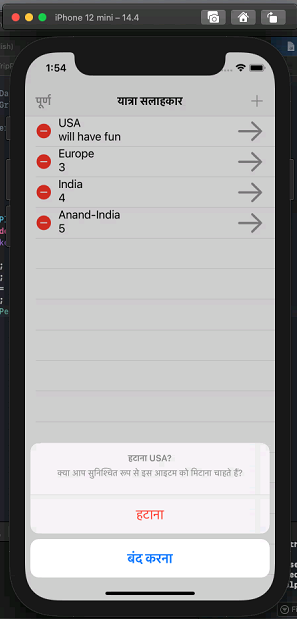 iPhone 12 mini – 14.4
1:54
पूर्ण
यात्रा सलाहकार
USA
will have fun
Europe
3
India
4
Anand-India
5
हटाना USA?
क्या आप सुनिश्चित रूप से इस आइटम को मिटाना चाहते हैं?
हटाना
बंद करना